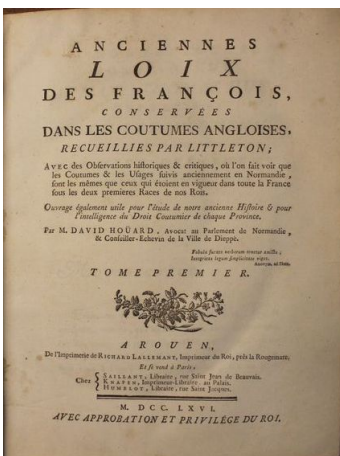 ANCIENNES
LOIX
DES FRANÇOIS,
CONSERVÉES
DANS LES COUTUMES ANGLOISES,
RECUEILLIES PAR LITTLETON;
AVEC des Observations historiques & critiques, où l'on fait voir que
les Coutumes & les Usages suivis anciennement en Normandie,
sont les mêmes que ceux qui étoient en vigueur dans toute la France
sous les deux premieres Races de nos Rois.
Ouvrage également utile pour l'étude de notre ancienne Histoire & pour
l'intelligence du Droit Coutumier de chaque Province.
Par M. DAVID HOÜARD, Avocat au Parlement de Normandie,
& Conseiller-Echevin de la Ville de Dieppe.
TOME PREMIER.
A ROUEN,
De l'Imprimerie de RICHARD LALLEMANT, Imprimeur du Roi, près la Rougemare;
Et se vend à Paris,
Chez
SAILLANT, Libraire, rue Saint Jean de Beauvais.
KNAPEN, Imprimeur-Libraire, au Palais.
HUMBLOT, Libraire, rue Saint Jacques.
M. DCC. LXVI.
AVEC APPROBATION ET PRIVILÉGE DU ROI.